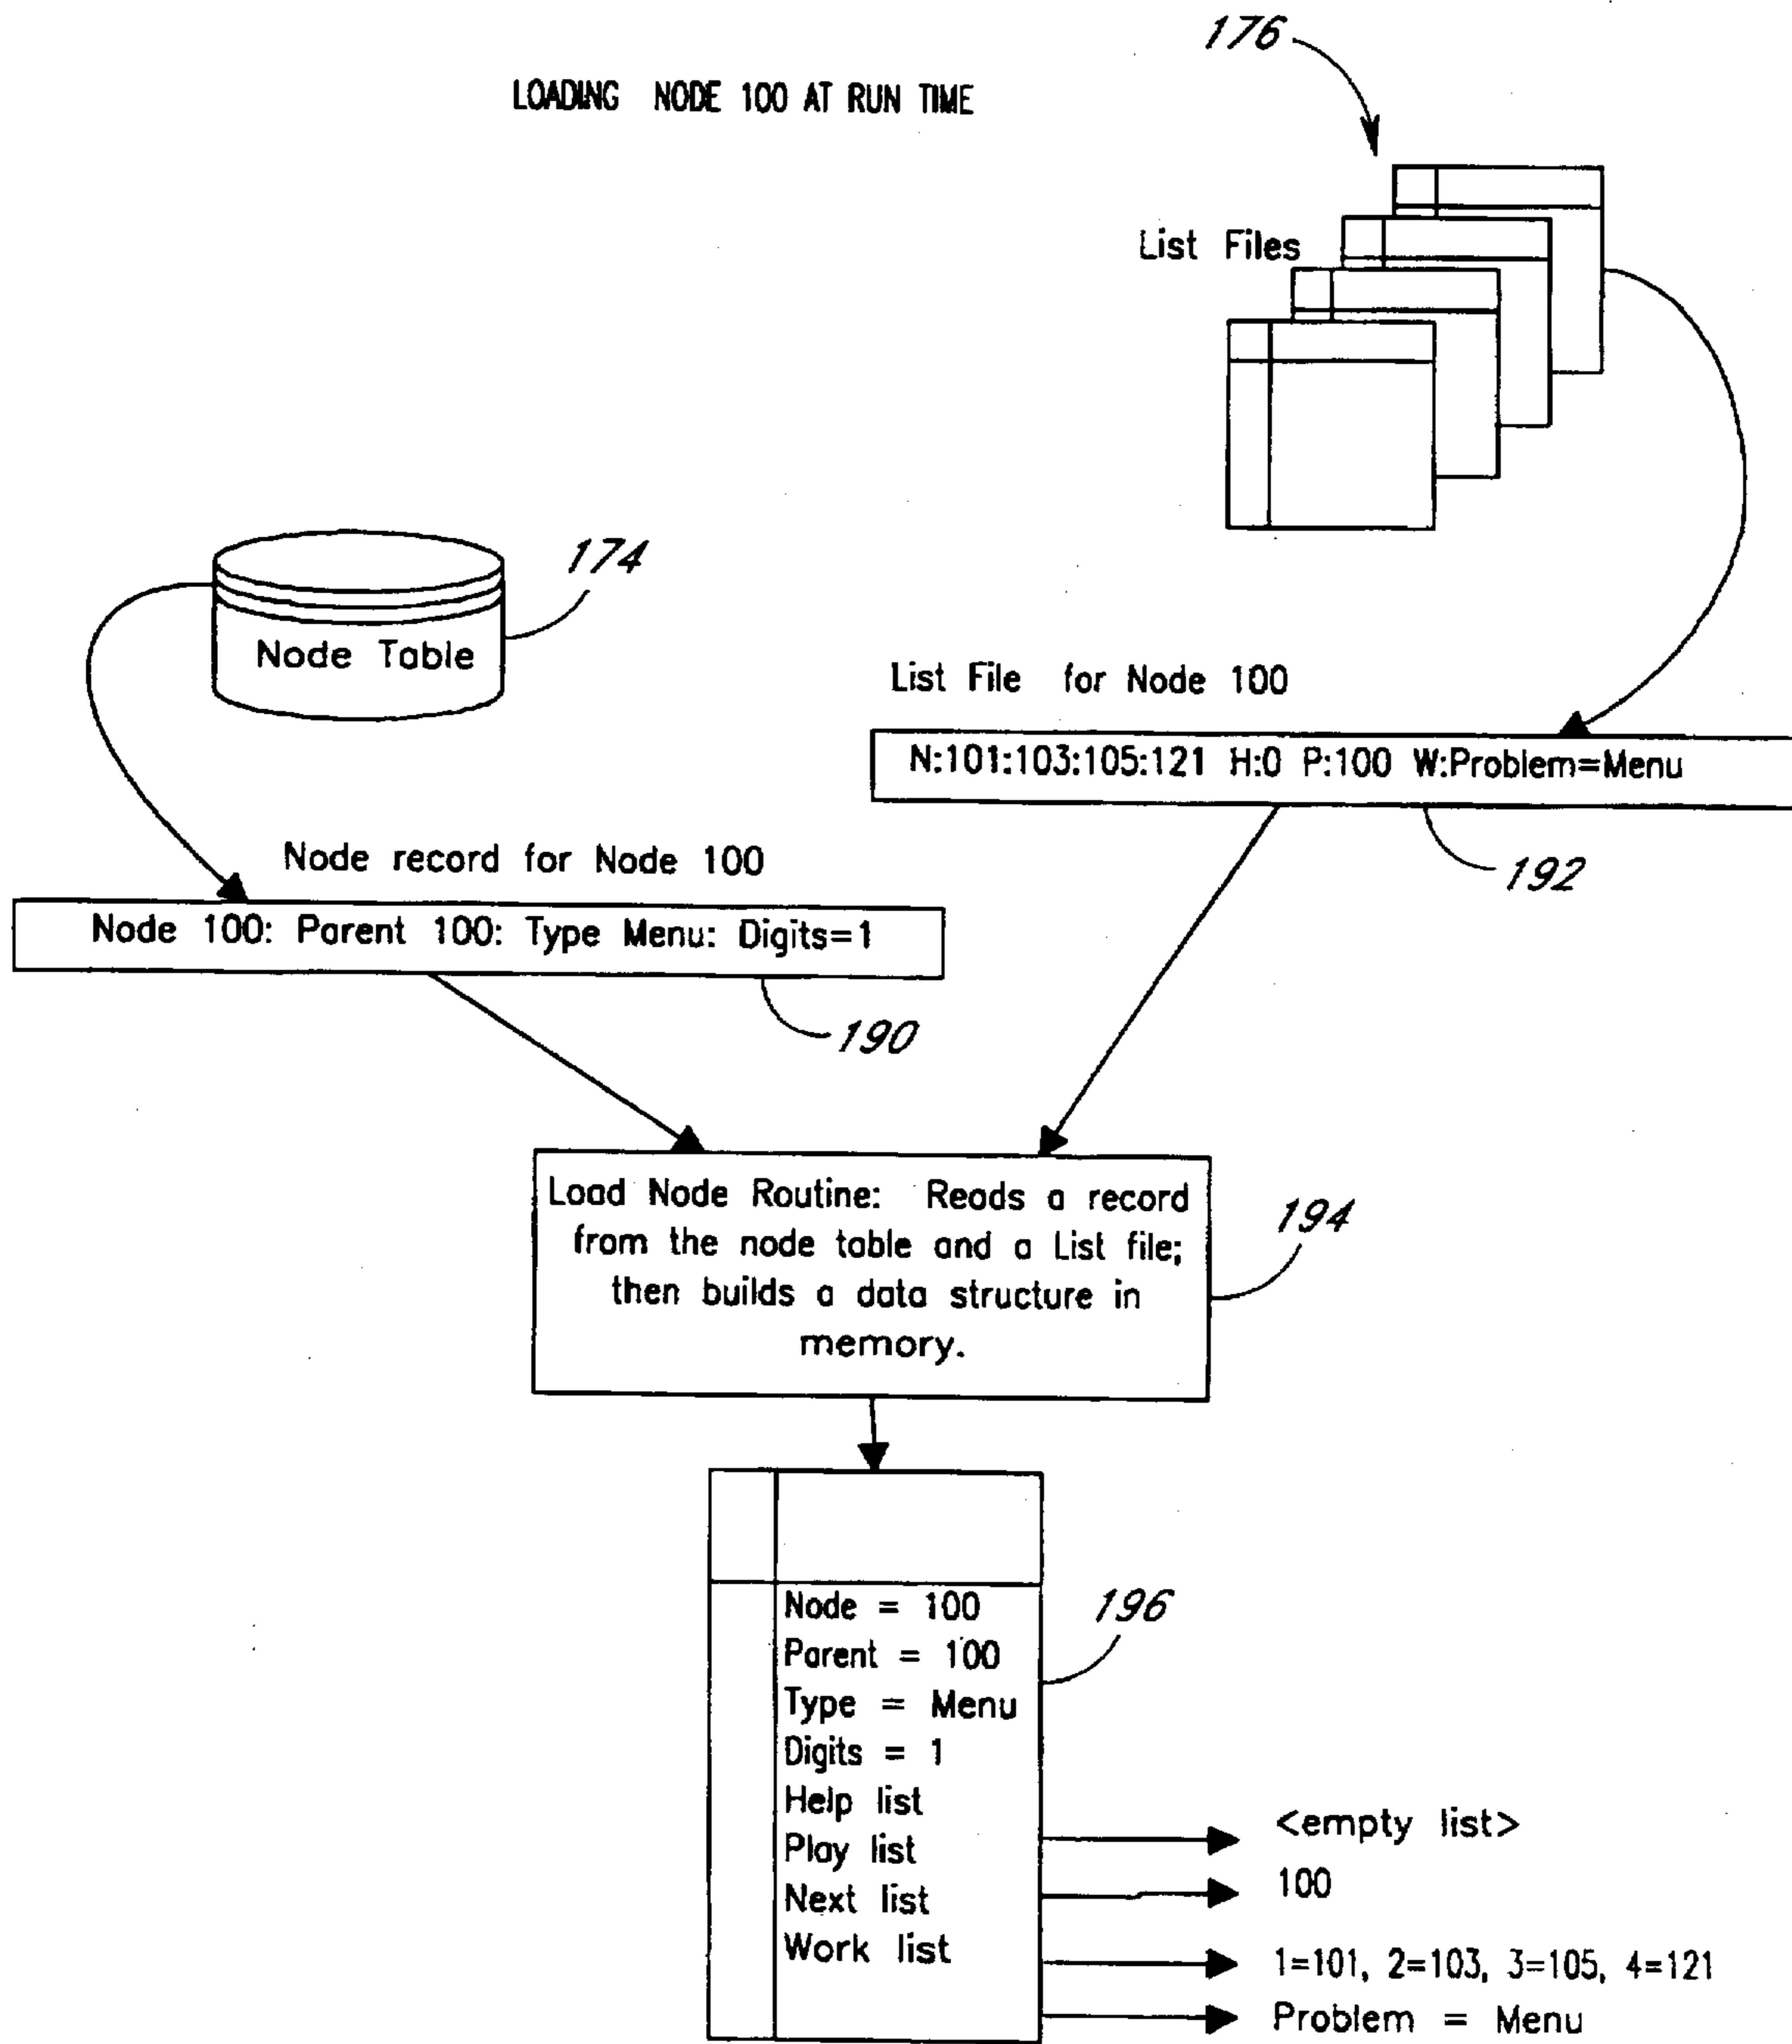 176
LOADING NODE 100 AT RUN TIME
List Files
174
Node Table
List File for Node 100
N:101:103:105:121 H:0 P:100 W:Problem=Menu
192
Node record for Node 100
Node 100: Parent 100: Type Menu: Digits=1
190
Load Node Routine: Reads a record
from the node table and a List file;
then builds a data structure in
memory.
194
Node = 100
Parent = 100
Type = Menu
Digits = 1
Help list
Play list
Next list
Work list
196
<empty list>
100
1=101, 2=103, 3=105, 4=121
Problem = Menu